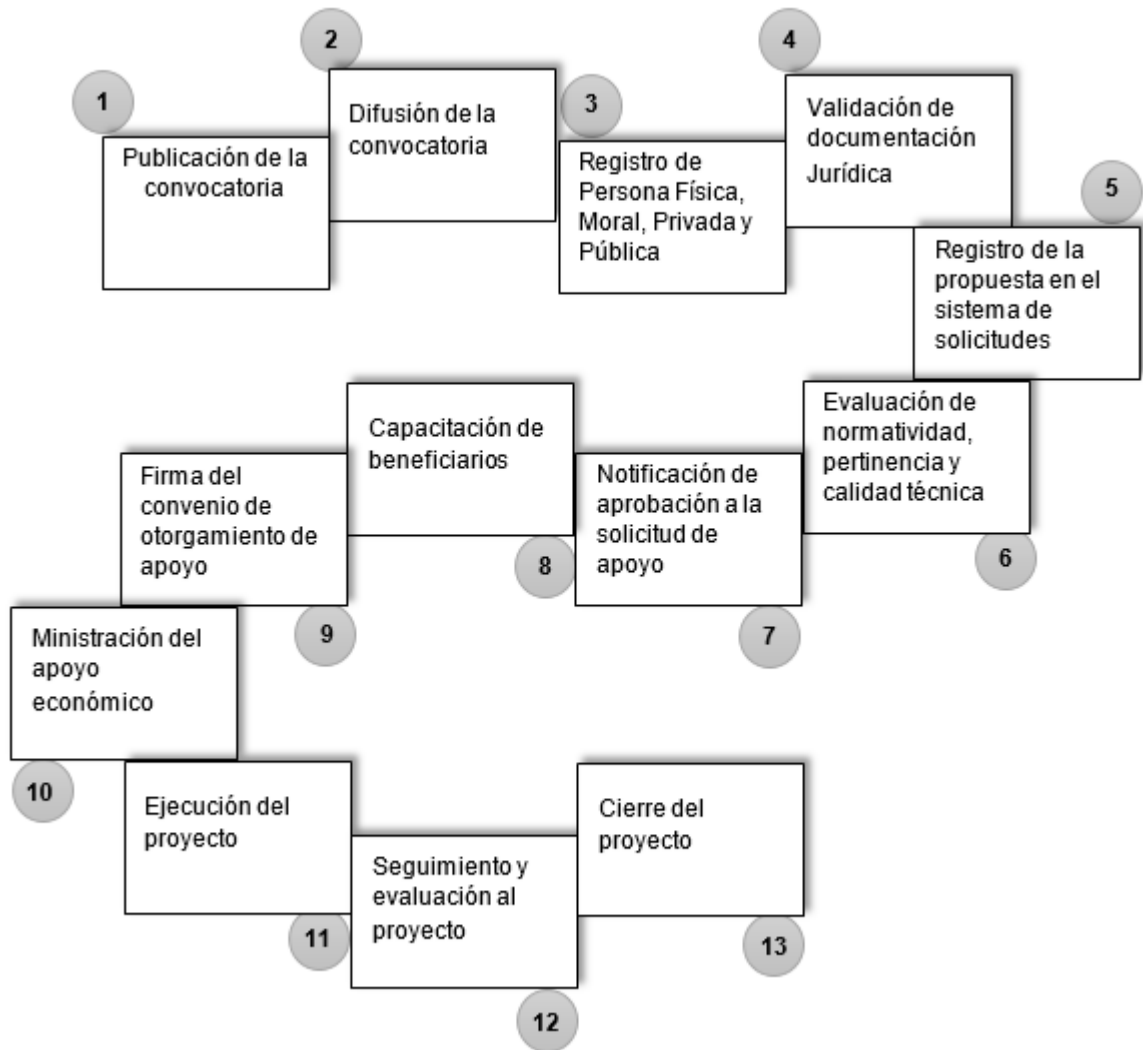 1
Publicación de la
convocatoria
2
Difusión de la
convocatoria
3
Registro de
Persona Física,
Moral, Privada y
Pública
4
Validación de
documentación
Jurídica
5
Registro de la
propuesta en el
sistema de
solicitudes
Evaluación de
normatividad,
pertinencia y
calidad técnica
6
Notificación de
aprobación a la
solicitud de
apoyo
7
Capacitación de
beneficiarios
8
Firma del
convenio de
otorgamiento de
apoyo
9
Ministración del
apoyo
económico
10
Ejecución del
proyecto
11
Seguimiento y
evaluación al
proyecto
12
Cierre del
proyecto
13